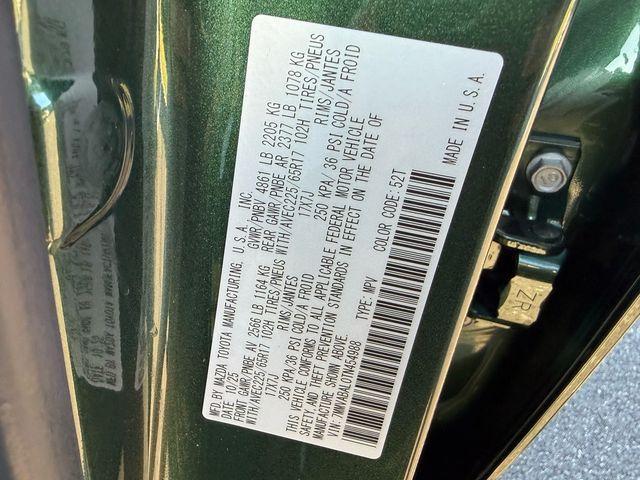 MFD. BY MAZDA TOYOTA MANUFACTURING, U.S.A., INC.
DATE: 10/25 GVWR/PNBV 4861 LB 2205 KG
FRONT GAWR/PNBE AV 2566 LB 1164 KG REAR GAWR/PNBE AR 2377 LB 1078 KG
WITH/AVEC225/65R17 102H TIRES/PNEUS WITH/AVEC225/65R17 102H TIRES/PNEUS
17X7J RIMS/JANTES 17X7J RIMS/JANTES
250 KPA/36 PSI COLD/A FROID 250 KPA/36 PSI COLD/A FROID
THIS VEHICLE CONFORMS TO ALL APPLICABLE FEDERAL MOTOR VEHICLE
SAFETY AND THEFT PREVENTION STANDARDS IN EFFECT ON THE DATE OF
MANUFACTURE SHOWN ABOVE.
TYPE: MPV COLOR CODE: 52T
MADE IN U.S.A.
ZR